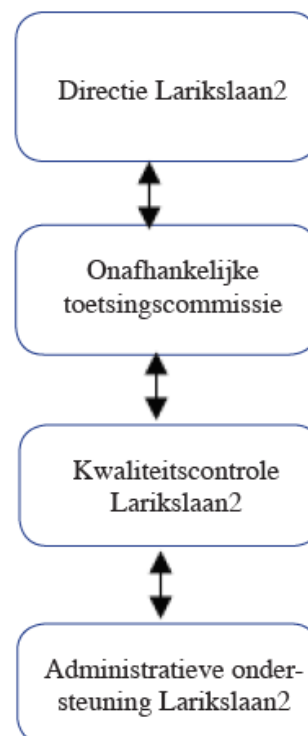 Directie Larikslaan2
Onafhankelijke
toetsingscommissie
Kwaliteitscontrole
Larikslaan2
Administratieve onder-
steuning Larikslaan2